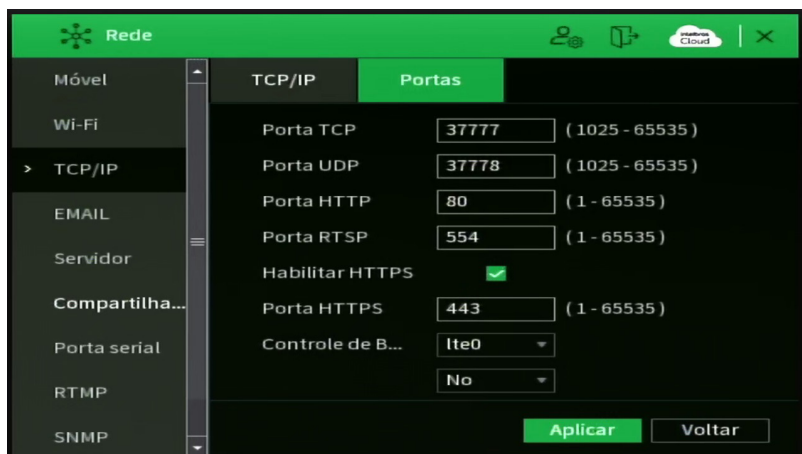 Rede
intelbras
Cloud
Móvel
Wi-Fi
TCP/IP
EMAIL
Servidor
Compartilha...
Porta serial
RTMP
SNMP
TCP/IP Portas
Porta TCP 37777 (1025-65535)
Porta UDP 37778 (1025-65535)
Porta HTTP 80 (1-65535)
Porta RTSP 554 (1-65535)
Habilitar HTTPS
Porta HTTPS 443 (1-65535)
Controle de B... lte0
No
Aplicar Voltar